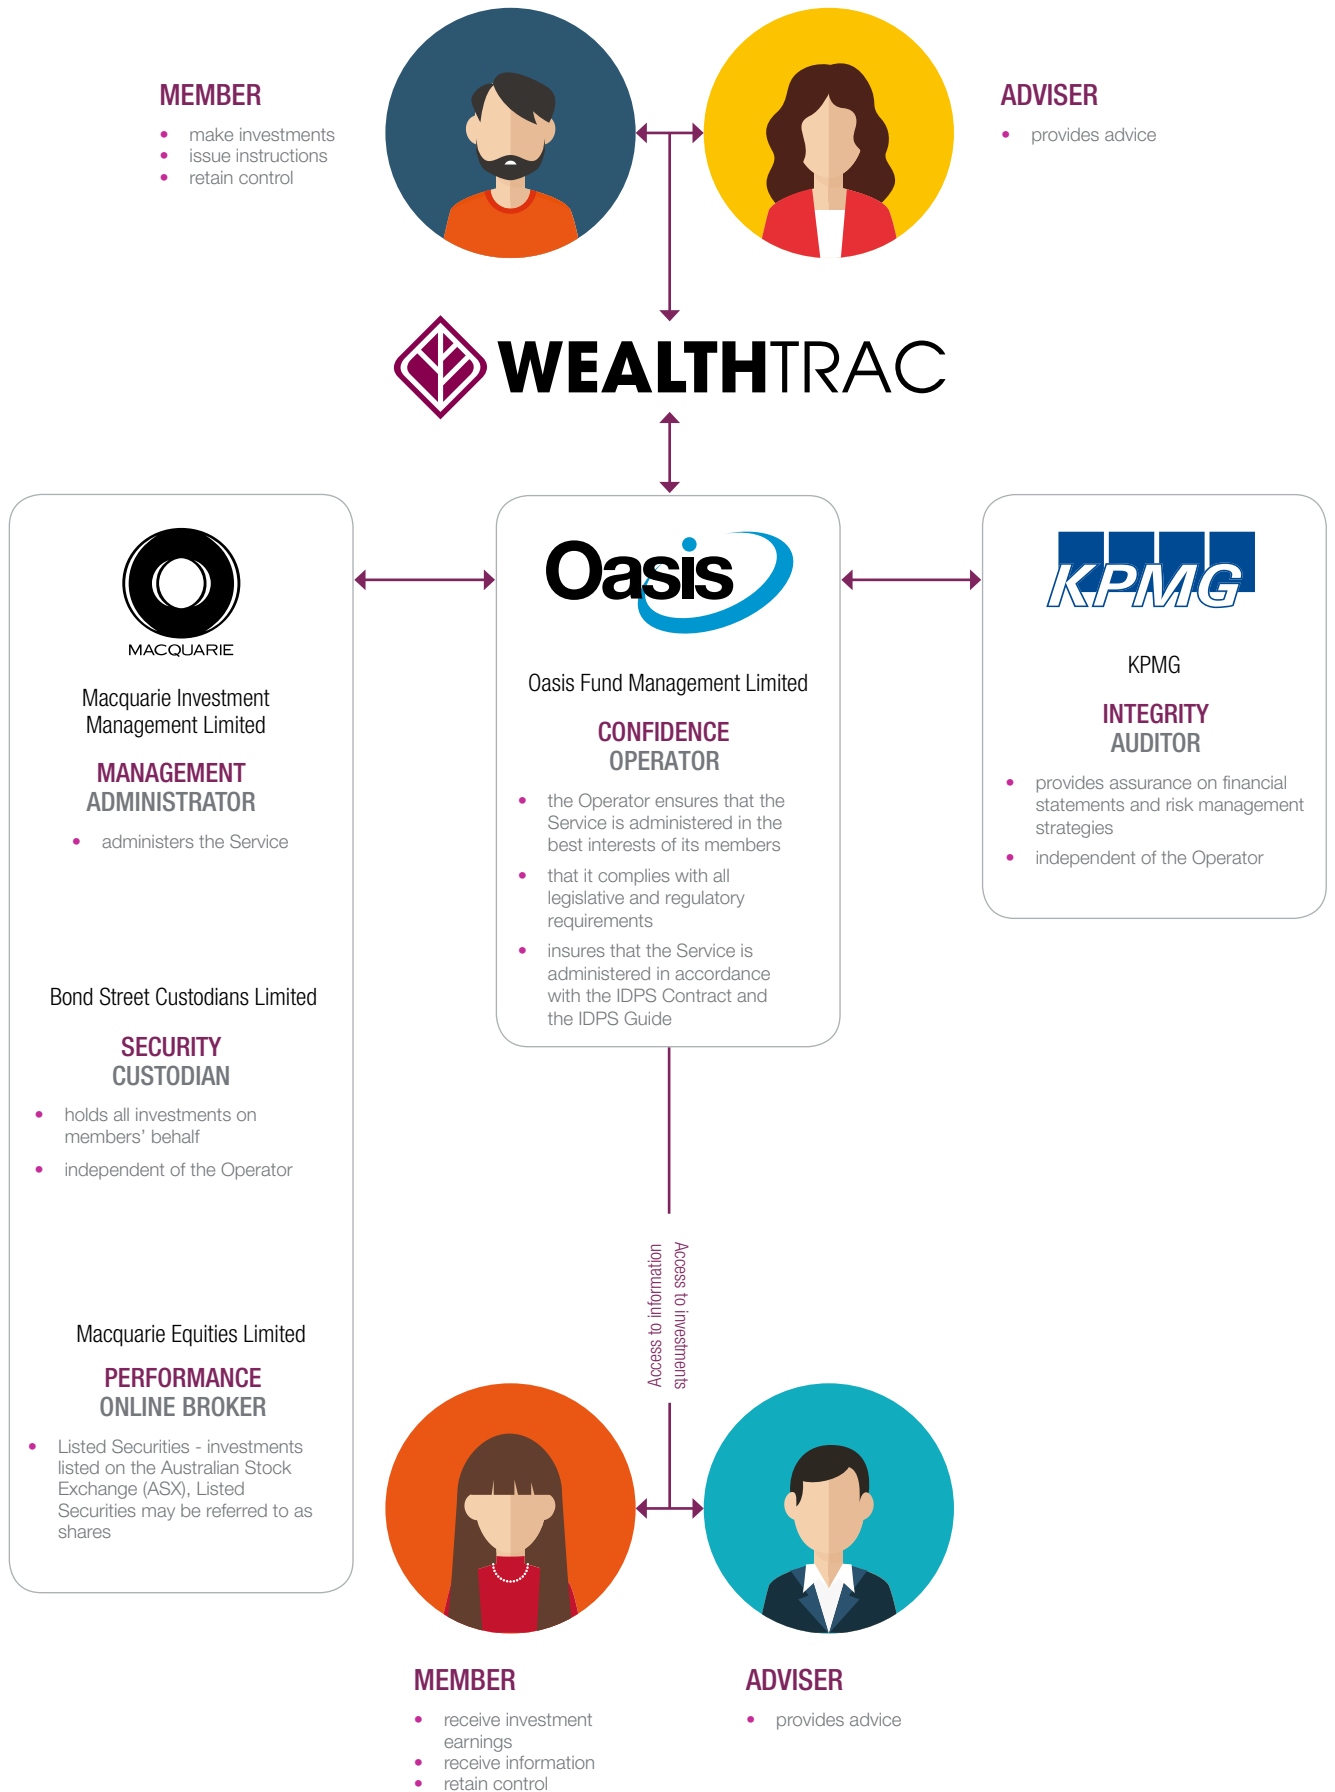 MEMBER
• make investments
• issue instructions
• retain control
ADVISER
• provides advice
WEALTHTRAC
MACQUARIE
Macquarie Investment
Management Limited
MANAGEMENT
ADMINISTRATOR
• administers the Service
Bond Street Custodians Limited
SECURITY
CUSTODIAN
• holds all investments on
members' behalf
• independent of the Operator
Macquarie Equities Limited
PERFORMANCE
ONLINE BROKER
• Listed Securities - investments
listed on the Australian Stock
Exchange (ASX), Listed
Securities may be referred to as
shares
Oasis
Oasis Fund Management Limited
CONFIDENCE
OPERATOR
• the Operator ensures that the
Service is administered in the
best interests of its members
• that it complies with all
legislative and regulatory
requirements
• insures that the Service is
administered in accordance
with the IDPS Contract and
the IDPS Guide
KPMG
KPMG
INTEGRITY
AUDITOR
• provides assurance on financial
statements and risk management
strategies
• independent of the Operator
Access to information
Access to investments
MEMBER
• receive investment
earnings
• receive information
• retain control
ADVISER
• provides advice